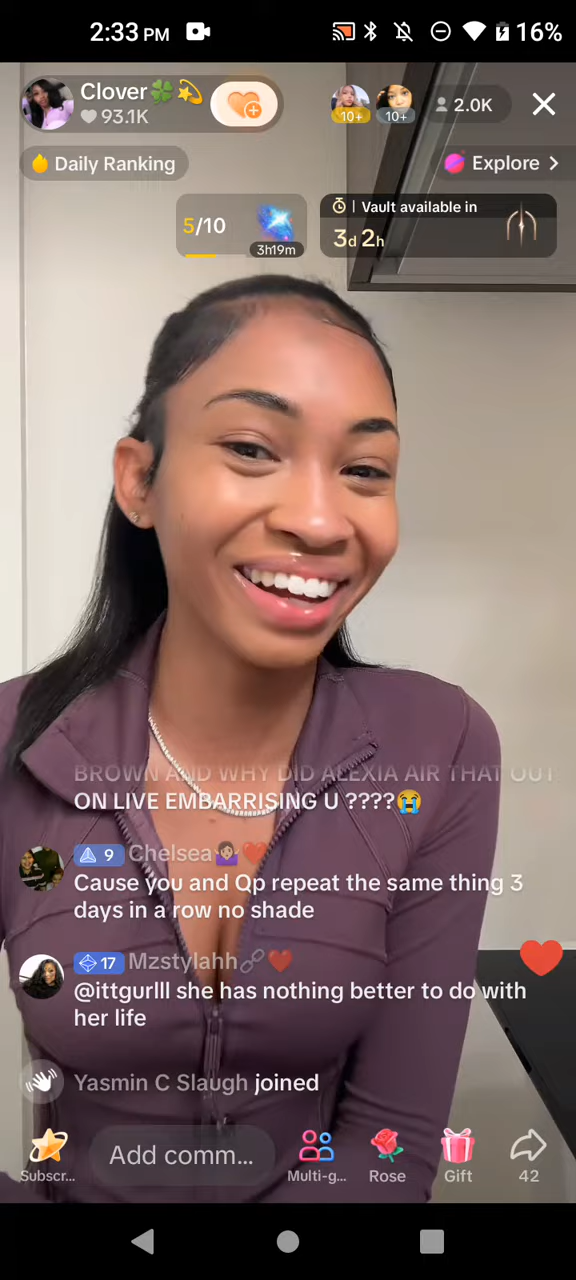 2:33 PM
16%
Clover🍀💫
93.1K
10+
10+
2.0K
Daily Ranking
Explore >
5/10
3h19m
Vault available in
3d 2h
BROWN AND WHY DID ALEXIA AIR THAT OUT
ON LIVE EMBARRISING U ????😭
9 Chelsea🤷🏽‍♀️❤️
Cause you and Qp repeat the same thing 3
days in a row no shade
17 Mzstylahh🔗❤️
@ittgurlll she has nothing better to do with
her life
Yasmin C Slaugh joined
Subscr...
Add comm...
Multi-g...
Rose
Gift
42